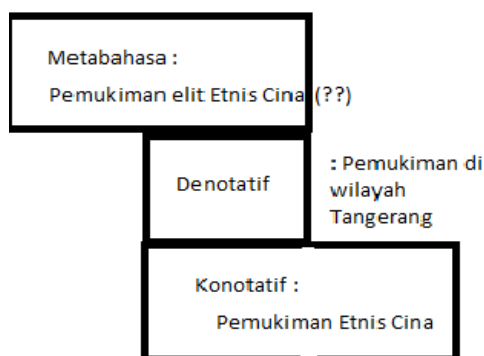 Metabahasa :
Pemukiman elit Etnis Cina (??)
Denotatif
: Pemukiman di
wilayah
Tangerang
Konotatif :
Pemukiman Etnis Cina